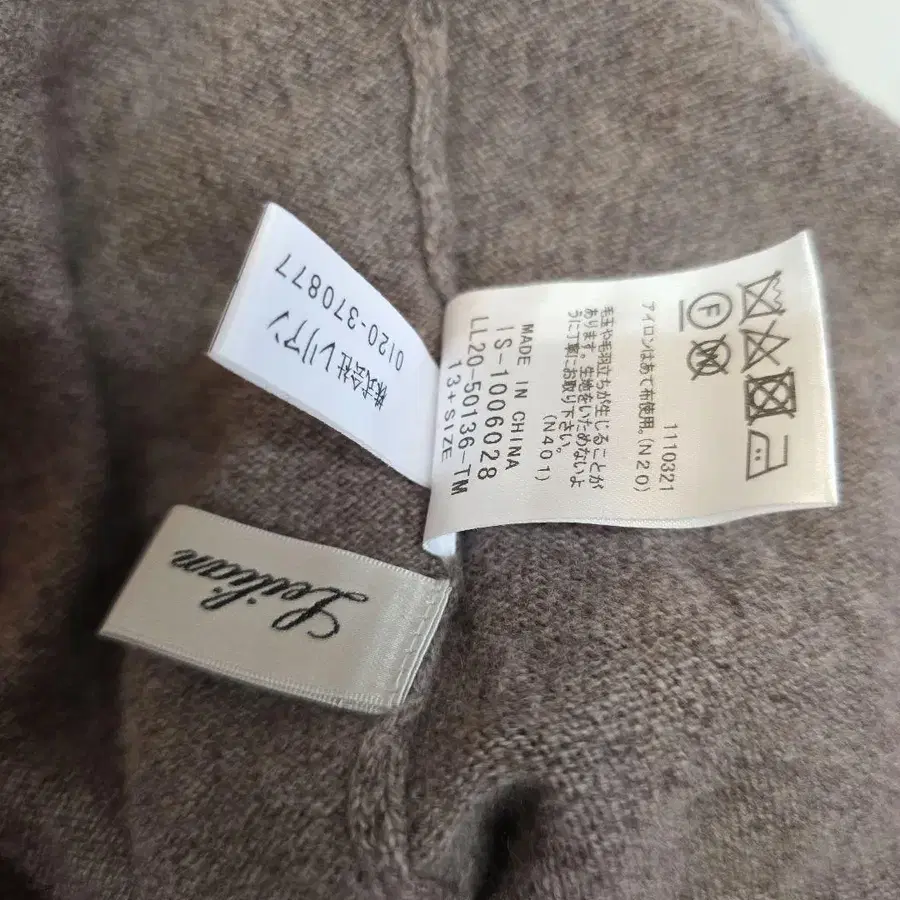 アイロンはあて布使用。(N20)
1110321
毛玉や毛羽立ちが生じることが
あります。生地をいためないよ
うに丁寧にお取り下さい。
(N401)
MADE IN CHINA
IS-1006028
LL20-50136-TM
13+SIZE
株式会社レリアン
0120-370877
Leilian
F
W